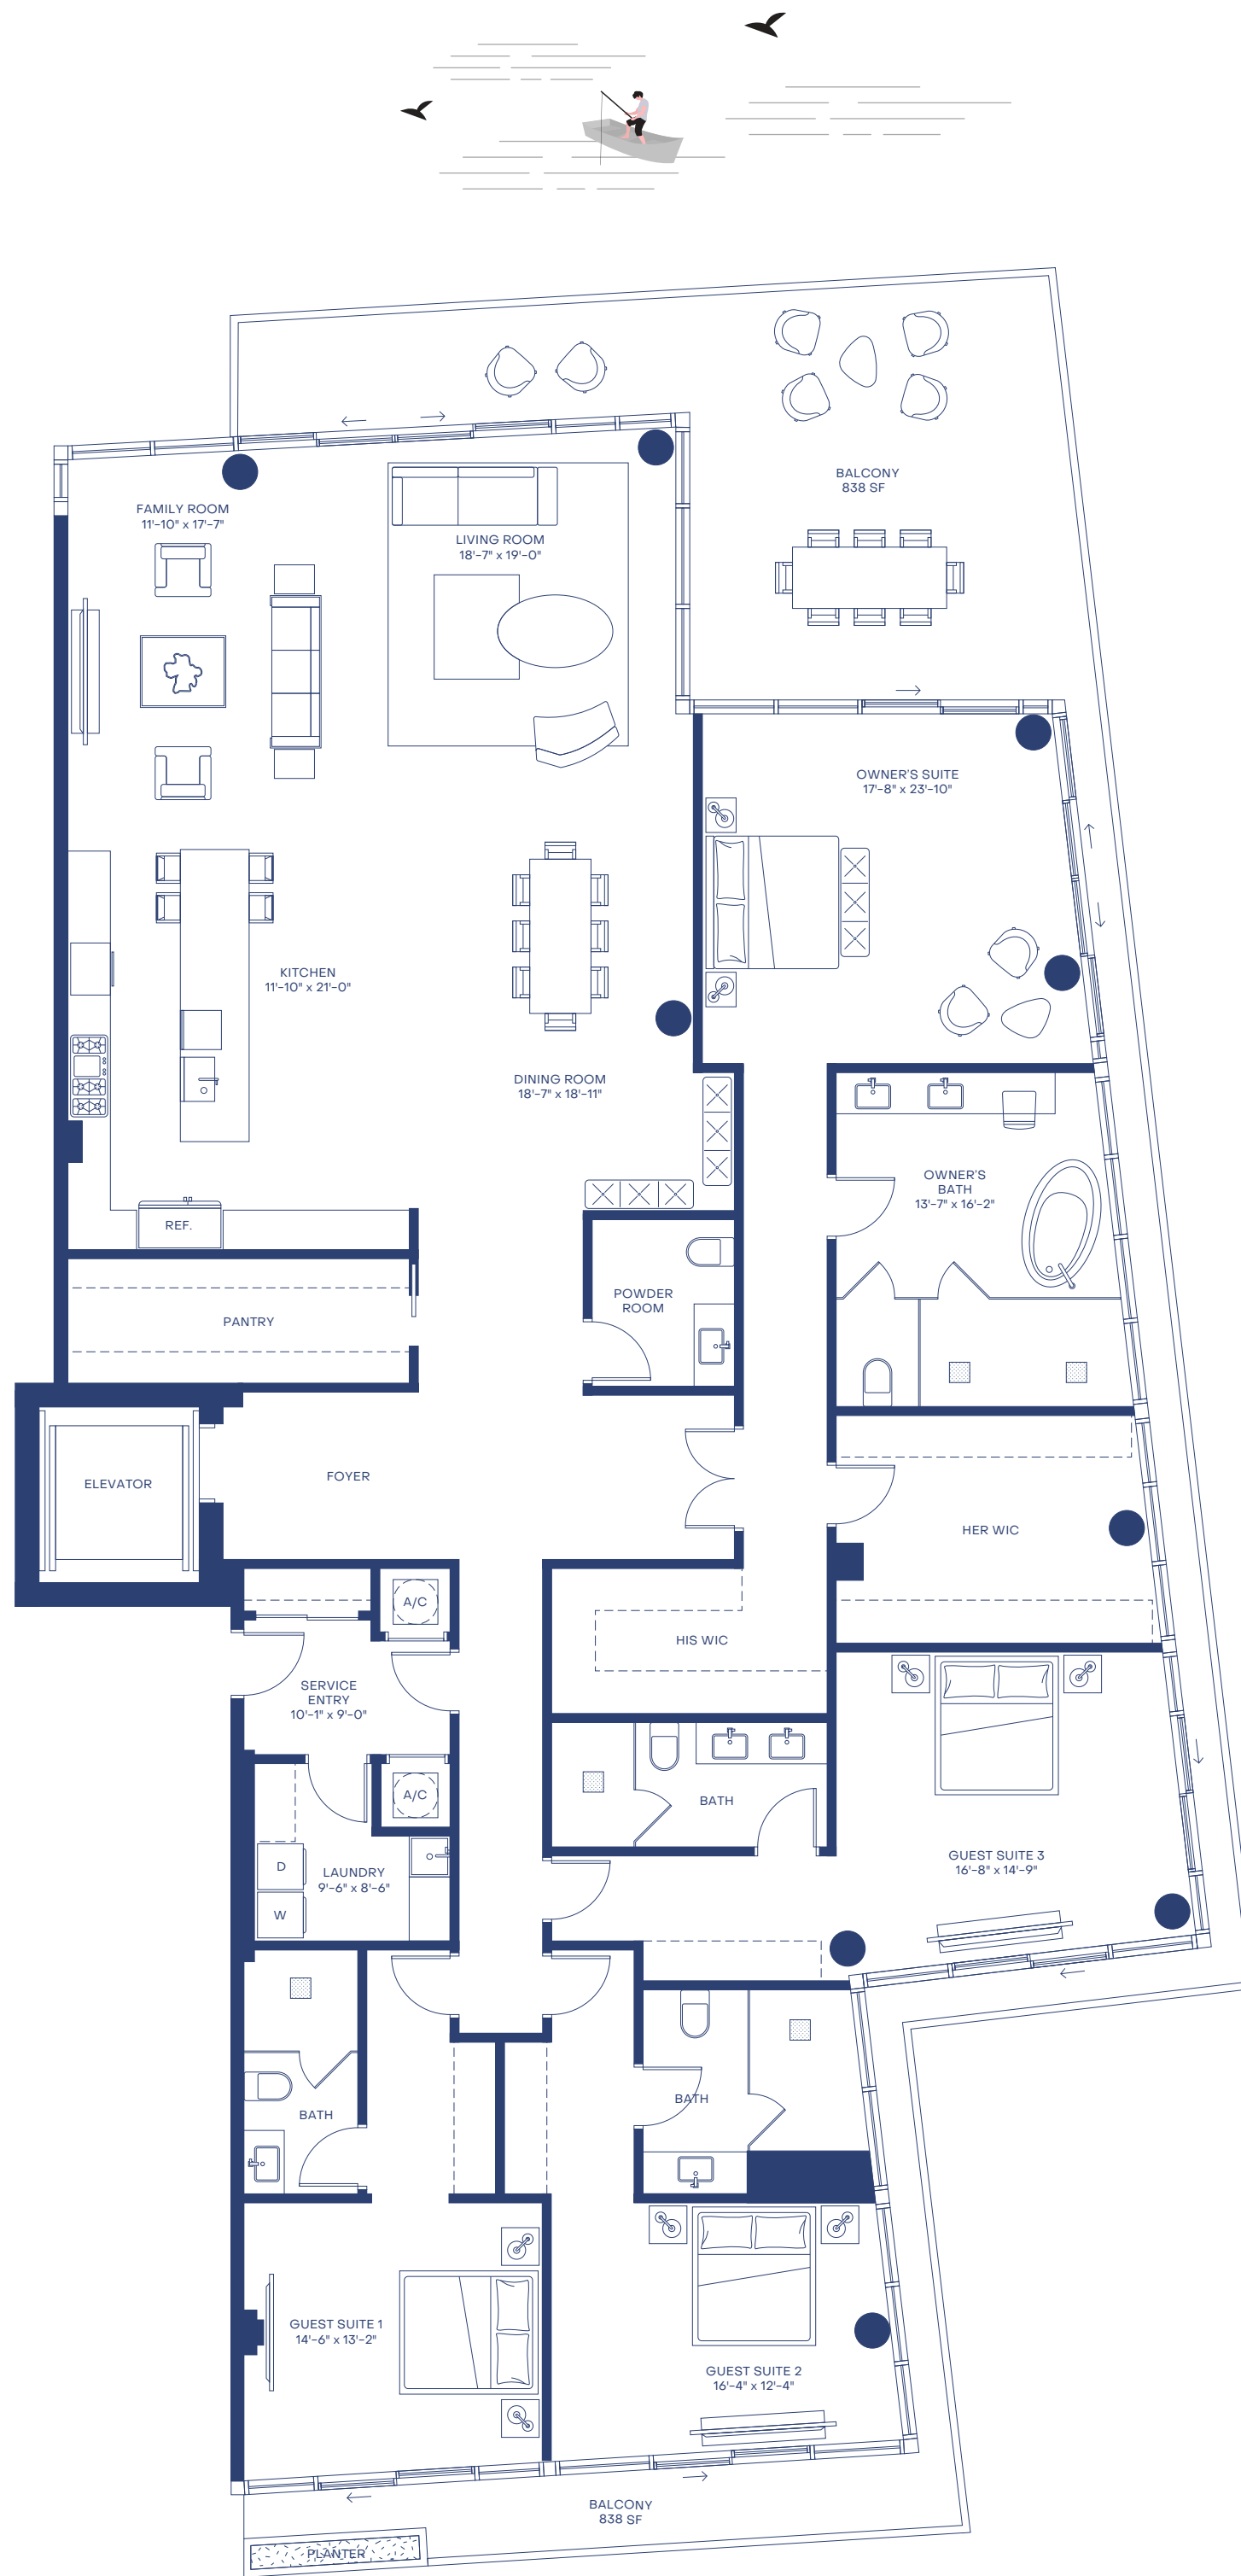 BALCONY
838 SF
FAMILY ROOM
11'-10" x 17'-7"
LIVING ROOM
18'-7" x 19'-0"
OWNER'S SUITE
17'-8" x 23'-10"
KITCHEN
11'-10" x 21'-0"
DINING ROOM
18'-7" x 18'-11"
OWNER'S
BATH
13'-7" x 16'-2"
REF.
POWDER
ROOM
PANTRY
ELEVATOR
FOYER
HER WIC
A/C
HIS WIC
SERVICE
ENTRY
10'-1" x 9'-0"
A/C
BATH
GUEST SUITE 3
16'-8" x 14'-9"
D
LAUNDRY
9'-6" x 8'-6"
W
BATH
BATH
GUEST SUITE 1
14'-6" x 13'-2"
GUEST SUITE 2
16'-4" x 12'-4"
BALCONY
838 SF
PLANTER